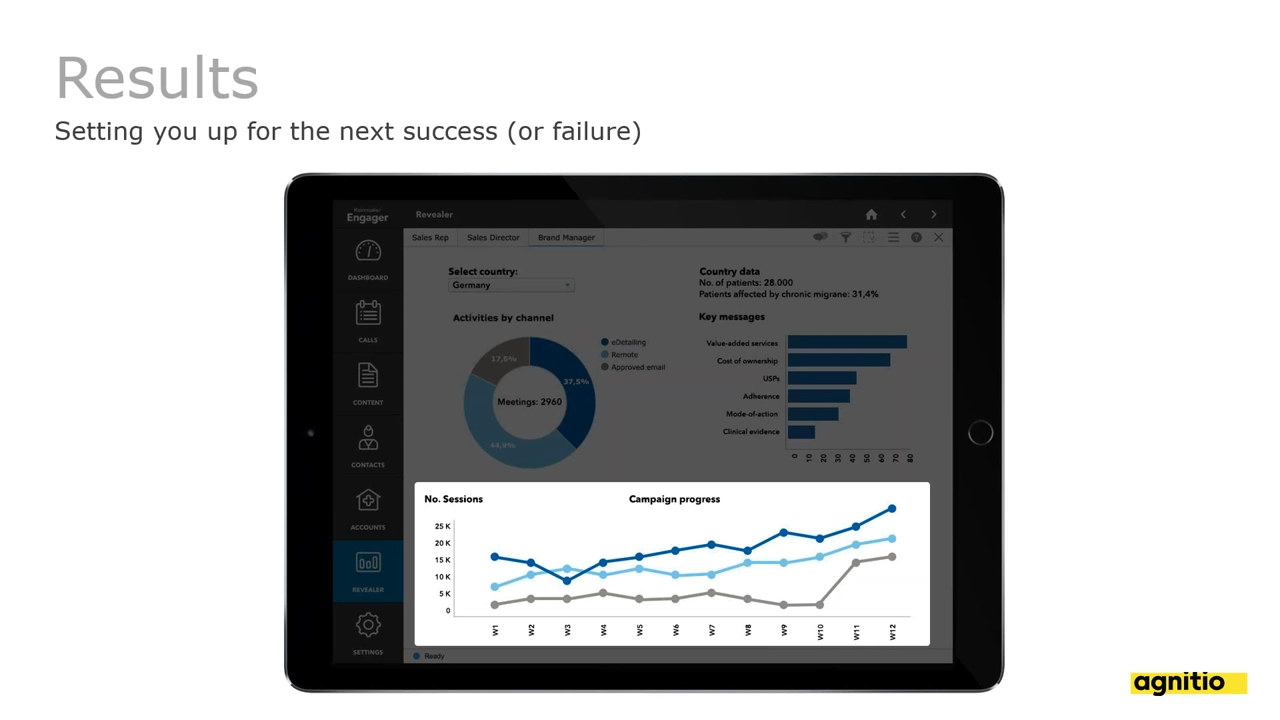 Results
Setting you up for the next success (or failure)
Engager
Revealer
Sales Rep
Sales Director
Brand Manager
DASHBOARD
CALLS
CONTENT
CONTACTS
ACCOUNTS
REVEALER
SETTINGS
Select country:
Germany
Country data
No. of patients: 28.000
Patients affected by chronic migrane: 31,4%
Activities by channel
17,6%
37,5%
44,9%
Meetings: 2960
eDetailing
Remote
Approved email
Key messages
Value-added services
Cost of ownership
USPs
Adherence
Mode-of-action
Clinical evidence
0 10 20 30 40 50 60 70 80
No. Sessions
Campaign progress
25 K
20 K
15 K
10 K
5 K
0
W1 W2 W3 W4 W5 W6 W7 W8 W9 W10 W11 W12
Ready
agnitio